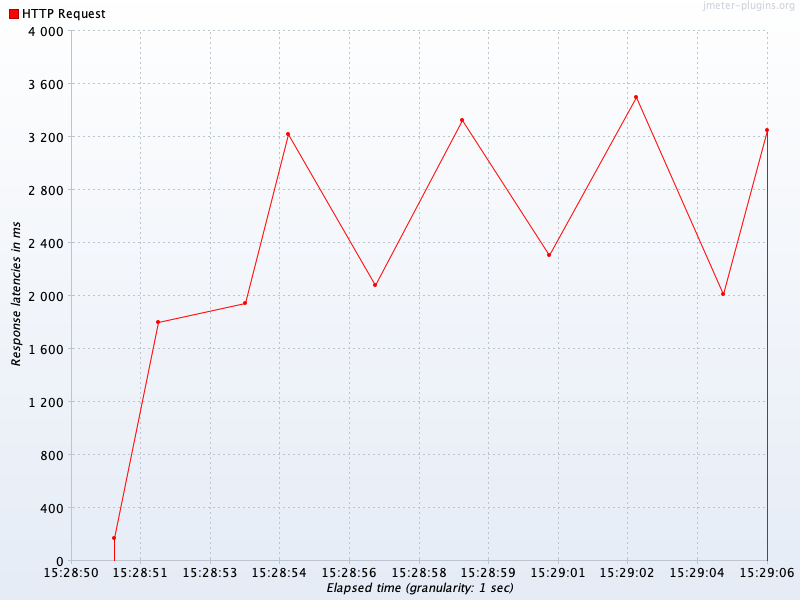 jmeter-plugins.org
HTTP Request
4 000
3 600
3 200
2 800
2 400
2 000
1 600
1 200
800
400
0
Response latencies in ms
15:28:50 15:28:51 15:28:53 15:28:54 15:28:56 15:28:58 15:28:59 15:29:01 15:29:02 15:29:04 15:29:06
Elapsed time (granularity: 1 sec)